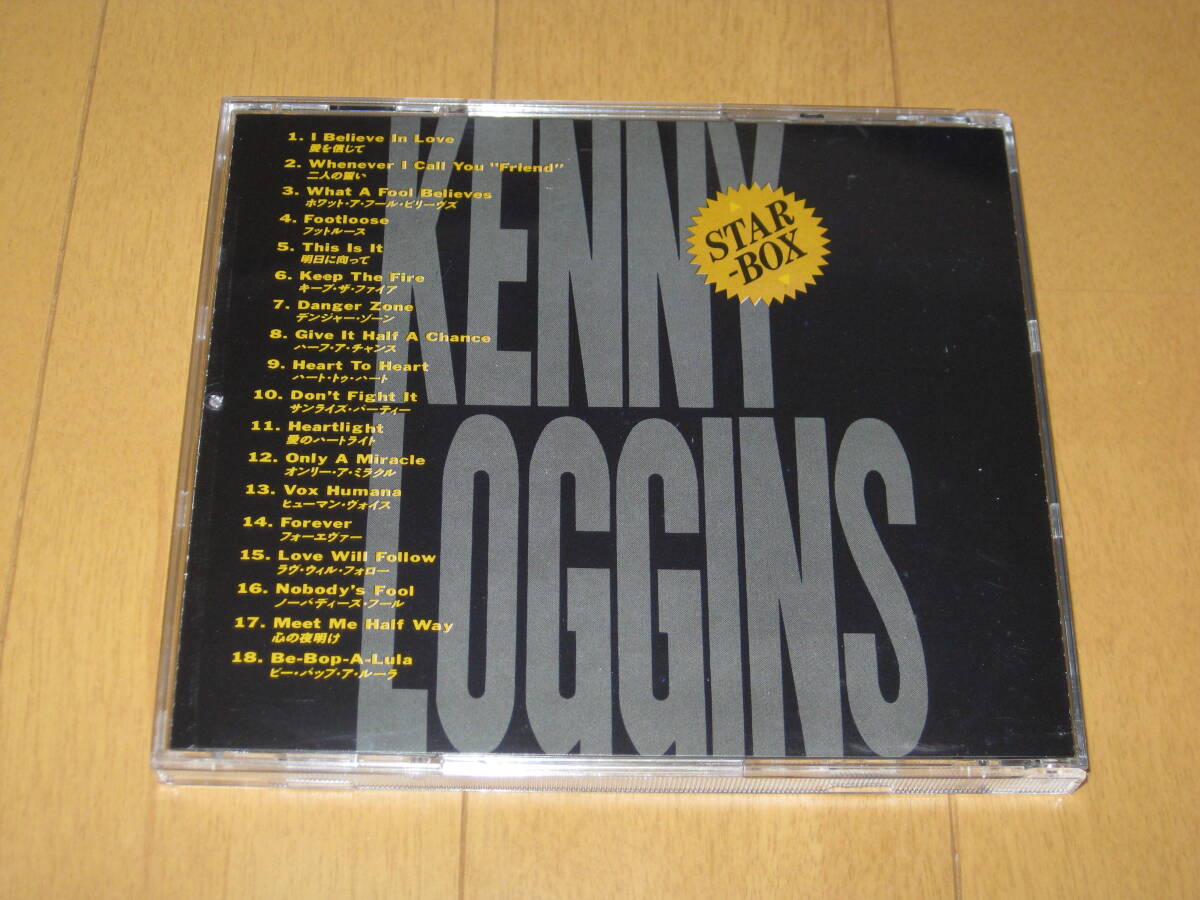 KENNY
LOGGINS
STAR
-BOX
1. I Believe In Love
愛を信じて
2. Whenever I Call You "Friend"
二人の誓い
3. What A Fool Believes
ホワット・ア・フール・ビリーヴズ
4. Footloose
フットルース
5. This Is It
明日に向って
6. Keep The Fire
キープ・ザ・ファイア
7. Danger Zone
デンジャー・ゾーン
8. Give It Half A Chance
ハーフ・ア・チャンス
9. Heart To Heart
ハート・トゥ・ハート
10. Don't Fight It
サンライズ・パーティー
11. Heartlight
愛のハートライト
12. Only A Miracle
オンリー・ア・ミラクル
13. Vox Humana
ヒューマン・ヴォイス
14. Forever
フォーエヴァー
15. Love Will Follow
ラヴ・ウィル・フォロー
16. Nobody's Fool
ノーバディーズ・フール
17. Meet Me Half Way
心の夜明け
18. Be-Bop-A-Lula
ビー・バップ・ア・ルーラ